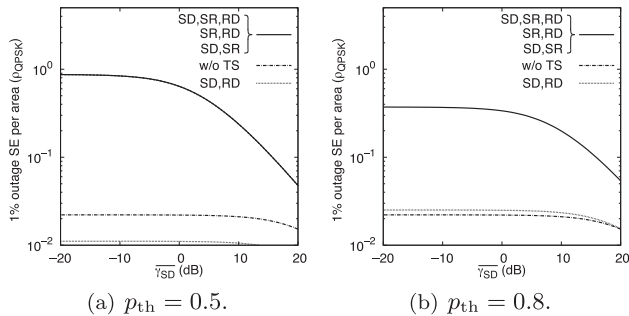 1% outage SE per area (ρQPSK)
10^0
10^-1
10^-2
SD,SR,RD
SR,RD
SD,SR
w/o TS
SD,RD
−20 −10 0 10 20
γSD (dB)
(a) pth = 0.5.
1% outage SE per area (ρQPSK)
10^0
10^-1
10^-2
SD,SR,RD
SR,RD
SD,SR
w/o TS
SD,RD
−20 −10 0 10 20
γSD (dB)
(b) pth = 0.8.